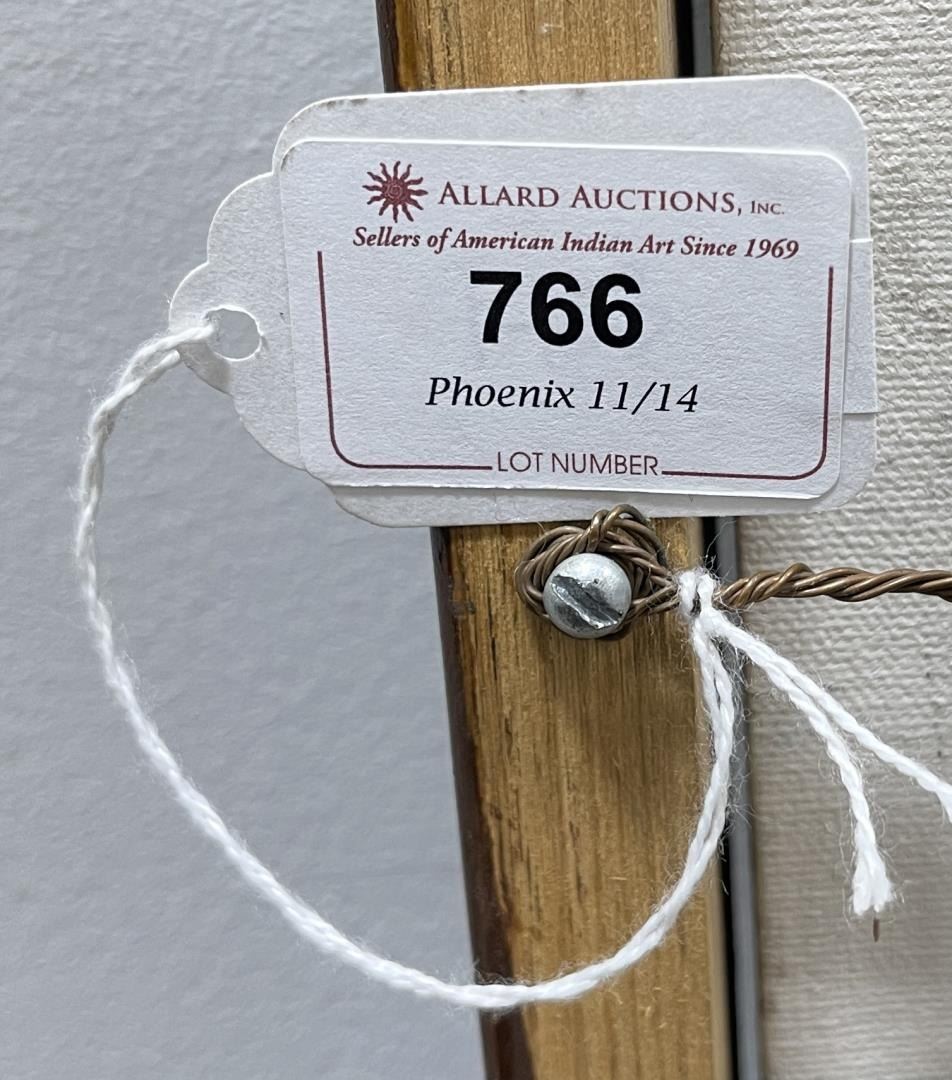 ALLARD AUCTIONS, INC.
Sellers of American Indian Art Since 1969
766
Phoenix 11/14
LOT NUMBER